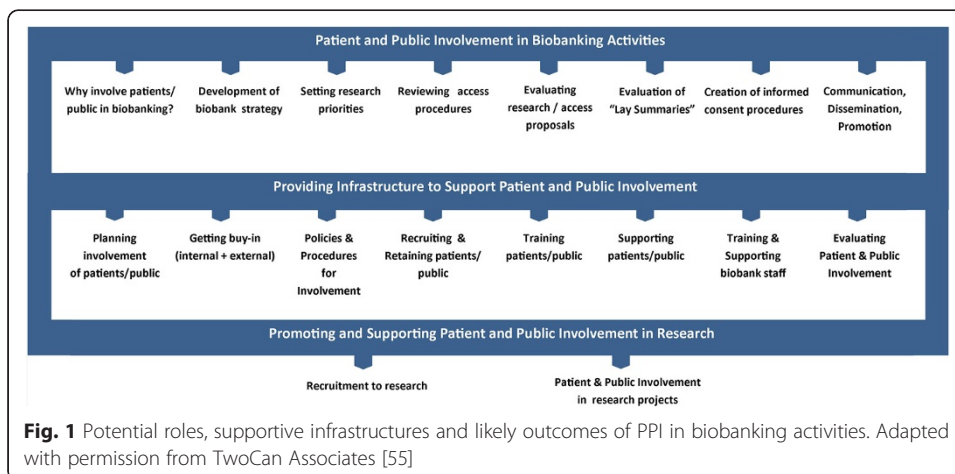 Patient and Public Involvement in Biobanking Activities
Why involve patients/
public in biobanking?
Development of
biobank strategy
Setting research
priorities
Reviewing access
procedures
Evaluating
research / access
proposals
Evaluation of
"Lay Summaries"
Creation of informed
consent procedures
Communication,
Dissemination,
Promotion
Providing Infrastructure to Support Patient and Public Involvement
Planning
involvement
of patients/public
Getting buy-in
(internal + external)
Policies &
Procedures
for
Involvement
Recruiting &
Retaining patients/
public
Training
patients/public
Supporting
patients/public
Training &
Supporting
biobank staff
Evaluating
Patient & Public
Involvement
Promoting and Supporting Patient and Public Involvement in Research
Recruitment to research
Patient & Public Involvement
in research projects
Fig. 1 Potential roles, supportive infrastructures and likely outcomes of PPI in biobanking activities. Adapted
with permission from TwoCan Associates [55]